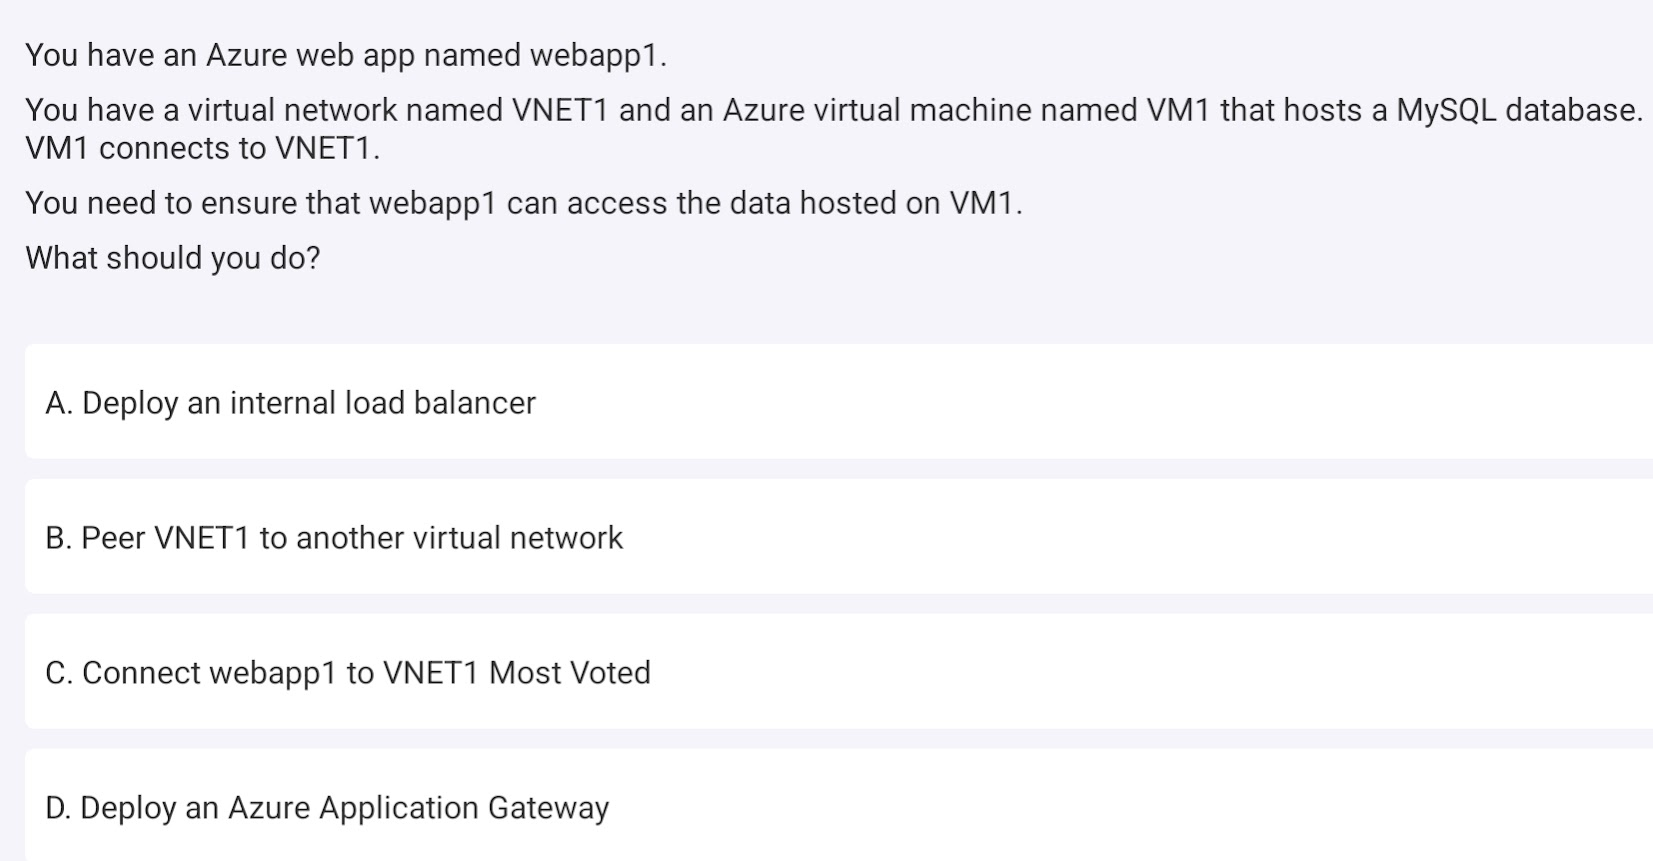 You have an Azure web app named webapp1.
You have a virtual network named VNET1 and an Azure virtual machine named VM1 that hosts a MySQL database.
VM1 connects to VNET1.
You need to ensure that webapp1 can access the data hosted on VM1.
What should you do?
A. Deploy an internal load balancer
B. Peer VNET1 to another virtual network
C. Connect webapp1 to VNET1 Most Voted
D. Deploy an Azure Application Gateway